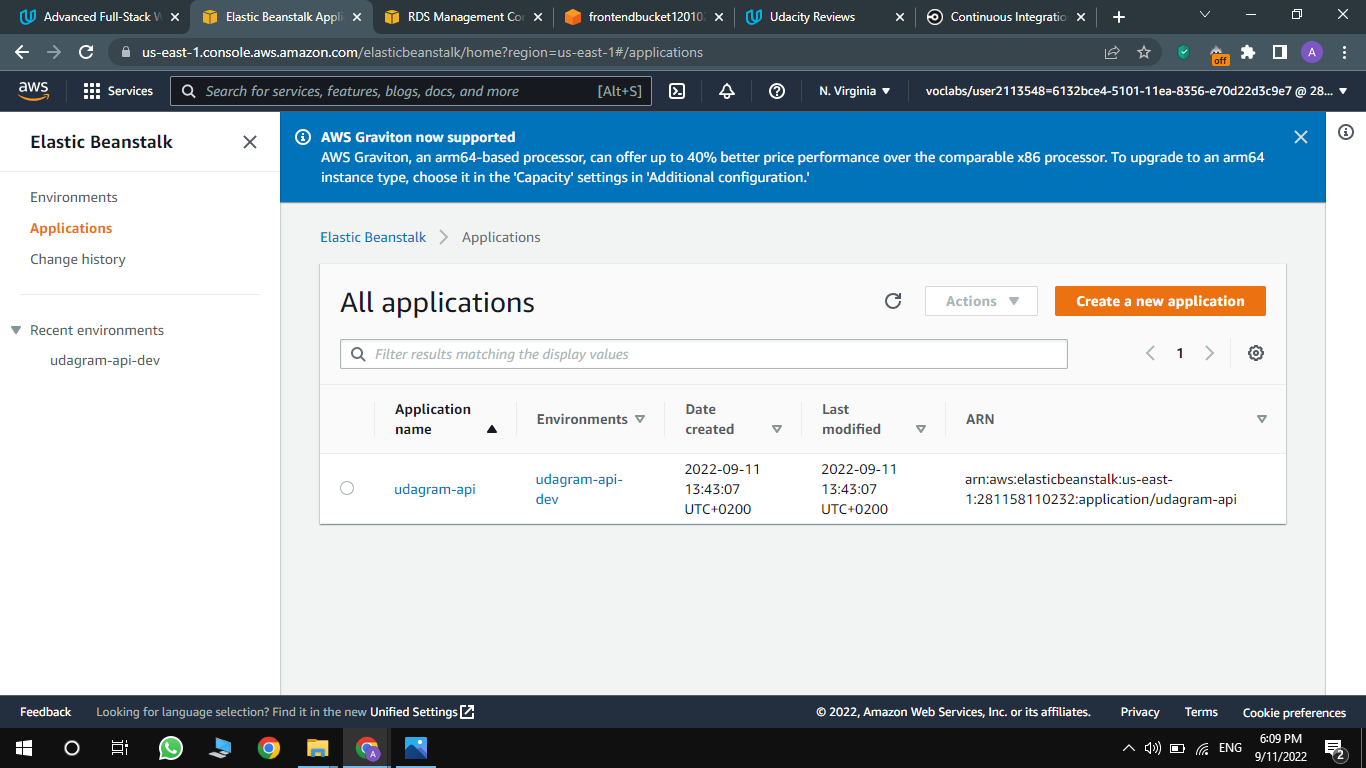 Advanced Full-Stack W
Elastic Beanstalk Appli
RDS Management Con
frontendbucket120102
Udacity Reviews
Continuous Integratio
us-east-1.console.aws.amazon.com/elasticbeanstalk/home?region=us-east-1#/applications
off
A
aws
Services
Search for services, features, blogs, docs, and more
[Alt+S]
N. Virginia
voclabs/user2113548=6132bce4-5101-11ea-8356-e70d22d3c9e7 @ 28...
Elastic Beanstalk
Environments
Applications
Change history
Recent environments
udagram-api-dev
AWS Graviton now supported
AWS Graviton, an arm64-based processor, can offer up to 40% better price performance over the comparable x86 processor. To upgrade to an arm64
instance type, choose it in the 'Capacity' settings in 'Additional configuration.'
Elastic Beanstalk
Applications
All applications
Actions
Create a new application
Filter results matching the display values
1
Application
name
Environments
Date
created
Last
modified
ARN
udagram-api
udagram-api-
dev
2022-09-11
13:43:07
UTC+0200
2022-09-11
13:43:07
UTC+0200
arn:aws:elasticbeanstalk:us-east-
1:281158110232:application/udagram-api
Feedback
Looking for language selection? Find it in the new Unified Settings
© 2022, Amazon Web Services, Inc. or its affiliates.
Privacy
Terms
Cookie preferences
A
ENG
6:09 PM
9/11/2022
2